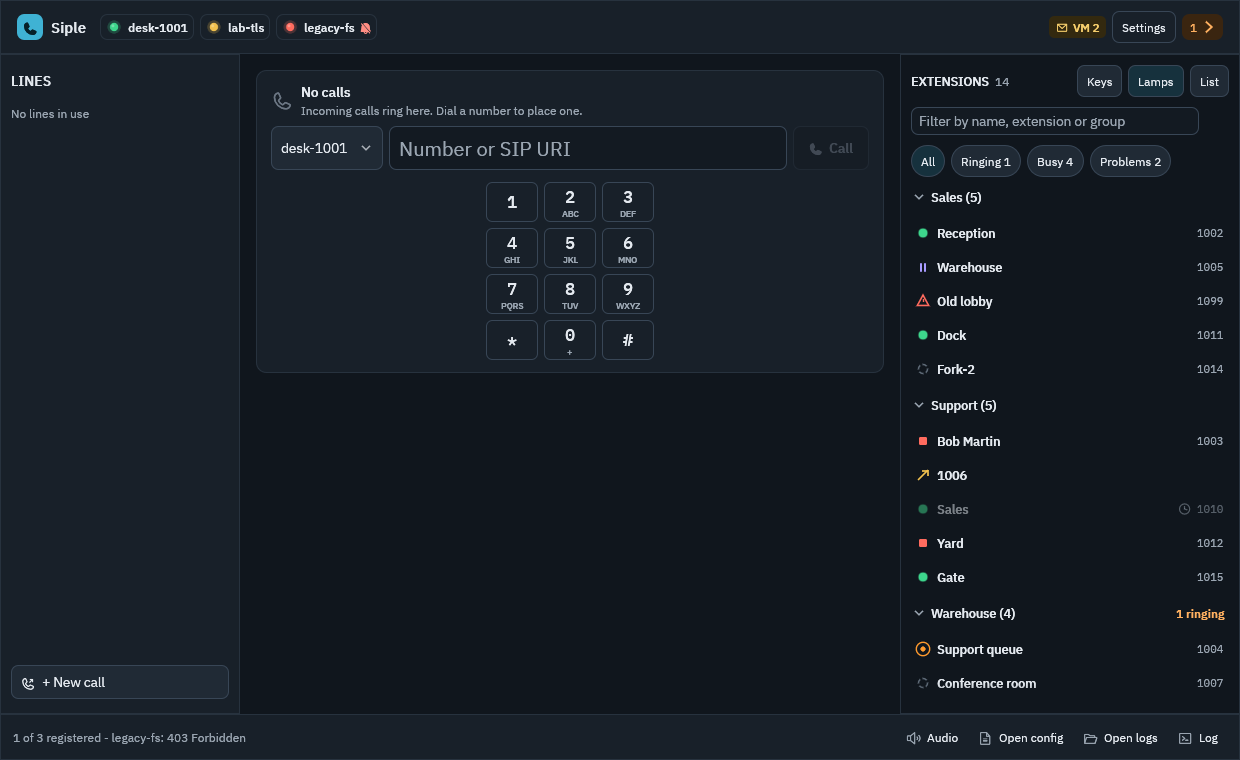 Siple
desk-1001
lab-tls
legacy-fs
VM 2
Settings
1
LINES
No lines in use
+ New call
No calls
Incoming calls ring here. Dial a number to place one.
desk-1001
Number or SIP URI
Call
1
2
ABC
3
DEF
4
GHI
5
JKL
6
MNO
7
PQRS
8
TUV
9
WXYZ
*
0
+
#
EXTENSIONS 14
Keys
Lamps
List
Filter by name, extension or group
All
Ringing 1
Busy 4
Problems 2
Sales (5)
Reception 1002
Warehouse 1005
Old lobby 1099
Dock 1011
Fork-2 1014
Support (5)
Bob Martin 1003
1006
Sales 1010
Yard 1012
Gate 1015
Warehouse (4) 1 ringing
Support queue 1004
Conference room 1007
1 of 3 registered - legacy-fs: 403 Forbidden
Audio
Open config
Open logs
Log